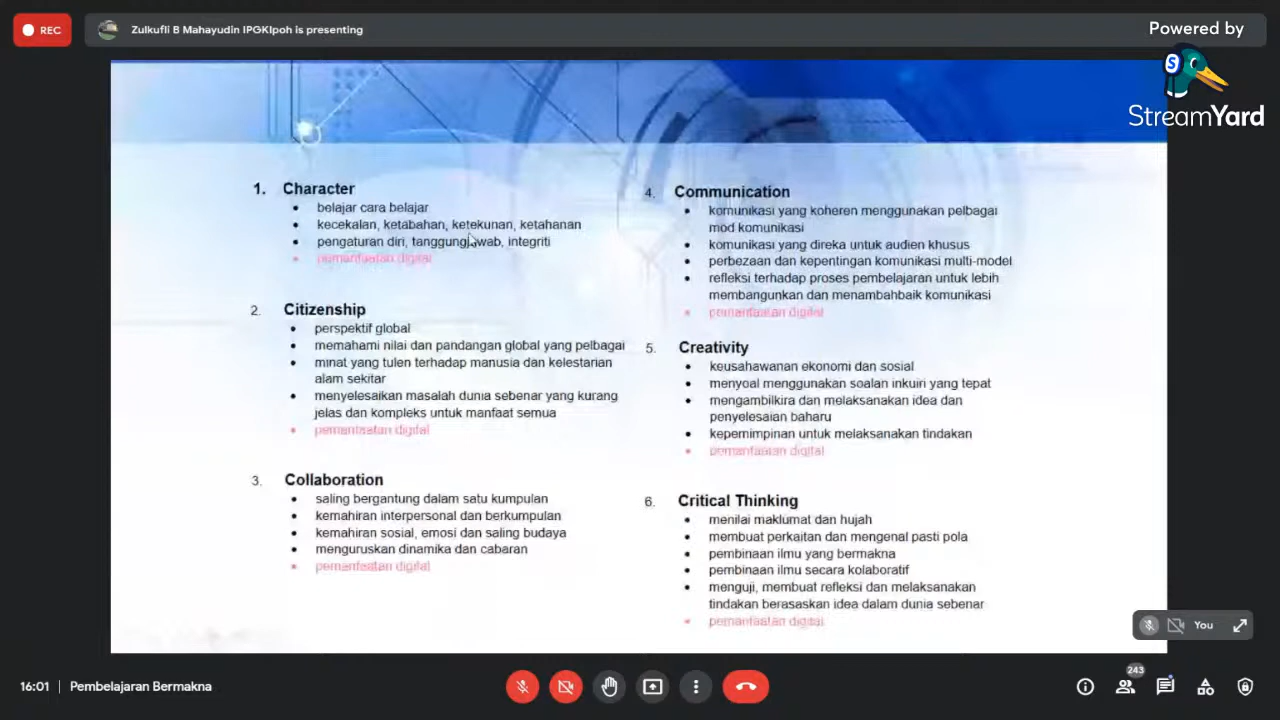 REC
Zulkufli B Mahayudin IPGKIpoh is presenting
Powered by
S
StreamYard
1. Character
• belajar cara belajar
• kecekalan, ketabahan, ketekunan, ketahanan
• pengaturan diri, tanggungjawab, integriti
• pemanfaatan digital
2. Citizenship
• perspektif global
• memahami nilai dan pandangan global yang pelbagai
• minat yang tulen terhadap manusia dan kelestarian
alam sekitar
• menyelesaikan masalah dunia sebenar yang kurang
jelas dan kompleks untuk manfaat semua
• pemanfaatan digital
3. Collaboration
• saling bergantung dalam satu kumpulan
• kemahiran interpersonal dan berkumpulan
• kemahiran sosial, emosi dan saling budaya
• menguruskan dinamika dan cabaran
• pemanfaatan digital
4. Communication
• komunikasi yang koheren menggunakan pelbagai
mod komunikasi
• komunikasi yang direka untuk audien khusus
• perbezaan dan kepentingan komunikasi multi-model
• refleksi terhadap proses pembelajaran untuk lebih
membangunkan dan menambahbaik komunikasi
• pemanfaatan digital
5. Creativity
• keusahawanan ekonomi dan sosial
• menyoal menggunakan soalan inkuiri yang tepat
• mengambilkira dan melaksanakan idea dan
penyelesaian baharu
• kepemimpinan untuk melaksanakan tindakan
• pemanfaatan digital
6. Critical Thinking
• menilai maklumat dan hujah
• membuat perkaitan dan mengenal pasti pola
• pembinaan ilmu yang bermakna
• pembinaan ilmu secara kolaboratif
• menguji, membuat refleksi dan melaksanakan
tindakan berasaskan idea dalam dunia sebenar
• pemanfaatan digital
You
16:01 | Pembelajaran Bermakna
243